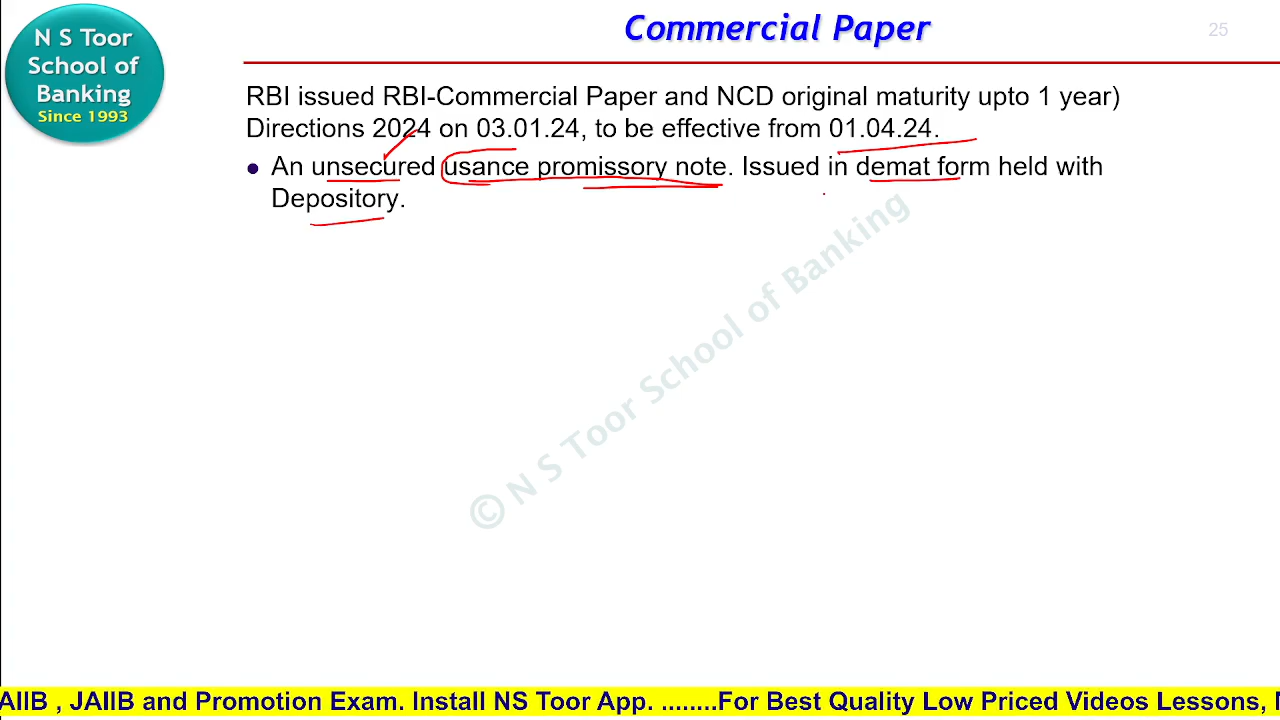 N S Toor
School of
Banking
Since 1993
Commercial Paper
25
RBI issued RBI-Commercial Paper and NCD original maturity upto 1 year)
Directions 2024 on 03.01.24, to be effective from 01.04.24.
● An unsecured usance promissory note. Issued in demat form held with
Depository.
© N S Toor School of Banking
AIIB , JAIIB and Promotion Exam. Install NS Toor App. ........For Best Quality Low Priced Videos Lessons,